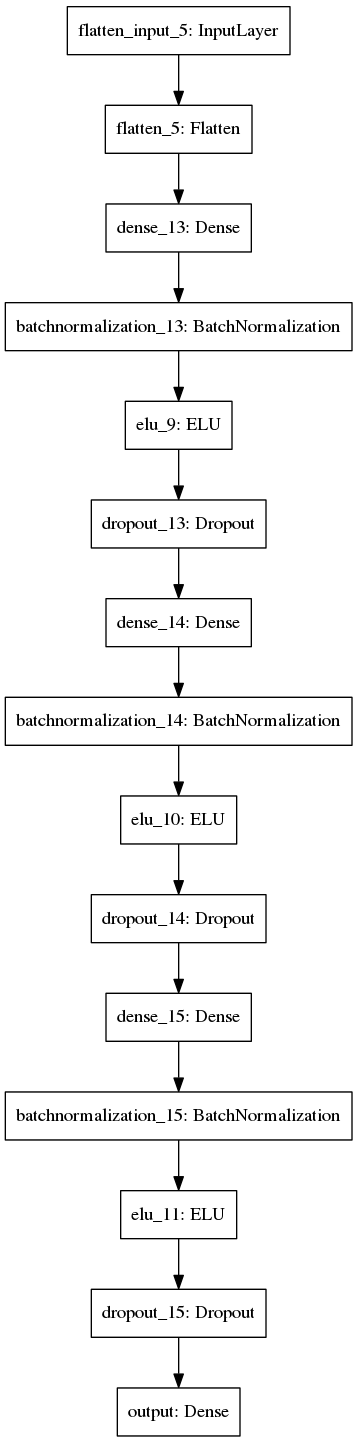 flatten_input_5: InputLayer
flatten_5: Flatten
dense_13: Dense
batchnormalization_13: BatchNormalization
elu_9: ELU
dropout_13: Dropout
dense_14: Dense
batchnormalization_14: BatchNormalization
elu_10: ELU
dropout_14: Dropout
dense_15: Dense
batchnormalization_15: BatchNormalization
elu_11: ELU
dropout_15: Dropout
output: Dense